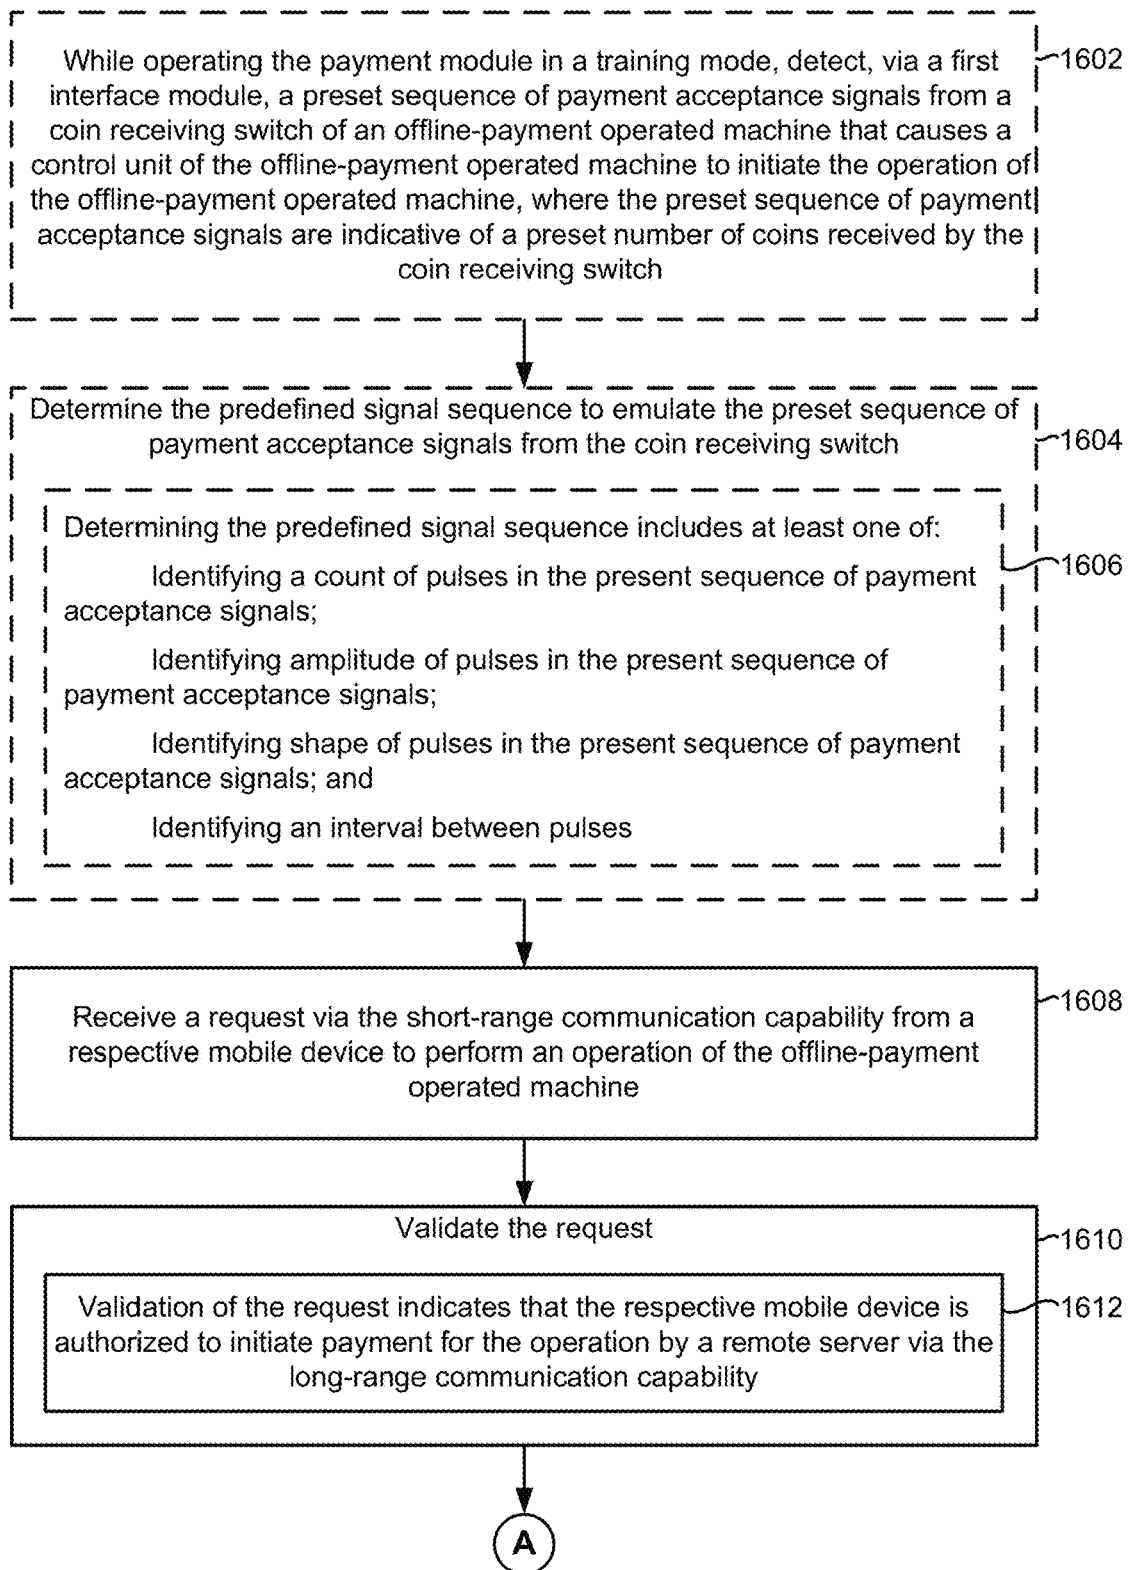 While operating the payment module in a training mode, detect, via a first
interface module, a preset sequence of payment acceptance signals from a
coin receiving switch of an offline-payment operated machine that causes a
control unit of the offline-payment operated machine to initiate the operation of
the offline-payment operated machine, where the preset sequence of payment
acceptance signals are indicative of a preset number of coins received by the
coin receiving switch
1602
Determine the predefined signal sequence to emulate the preset sequence of
payment acceptance signals from the coin receiving switch
1604
Determining the predefined signal sequence includes at least one of:
Identifying a count of pulses in the present sequence of payment
acceptance signals;
1606
Identifying amplitude of pulses in the present sequence of
payment acceptance signals;
Identifying shape of pulses in the present sequence of payment
acceptance signals; and
Identifying an interval between pulses
Receive a request via the short-range communication capability from a
respective mobile device to perform an operation of the offline-payment
operated machine
1608
Validate the request
1610
Validation of the request indicates that the respective mobile device is
authorized to initiate payment for the operation by a remote server via the
long-range communication capability
1612
A